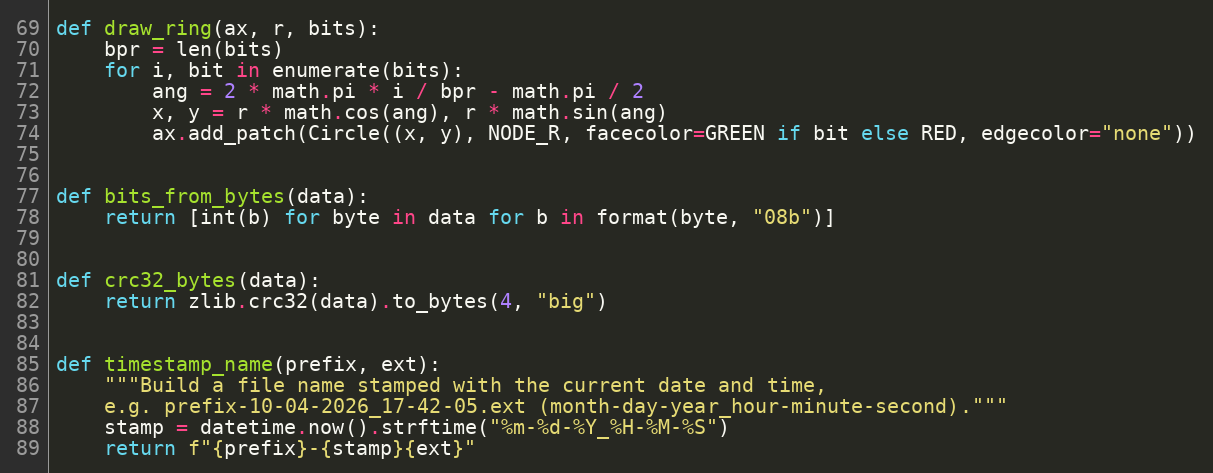 69 def draw_ring(ax, r, bits):
70     bpr = len(bits)
71     for i, bit in enumerate(bits):
72         ang = 2 * math.pi * i / bpr - math.pi / 2
73         x, y = r * math.cos(ang), r * math.sin(ang)
74         ax.add_patch(Circle((x, y), NODE_R, facecolor=GREEN if bit else RED, edgecolor="none"))
75
76
77 def bits_from_bytes(data):
78     return [int(b) for byte in data for b in format(byte, "08b")]
79
80
81 def crc32_bytes(data):
82     return zlib.crc32(data).to_bytes(4, "big")
83
84
85 def timestamp_name(prefix, ext):
86     """Build a file name stamped with the current date and time,
87     e.g. prefix-10-04-2026_17-42-05.ext (month-day-year_hour-minute-second)."""
88     stamp = datetime.now().strftime("%m-%d-%Y_%H-%M-%S")
89     return f"{prefix}-{stamp}{ext}"